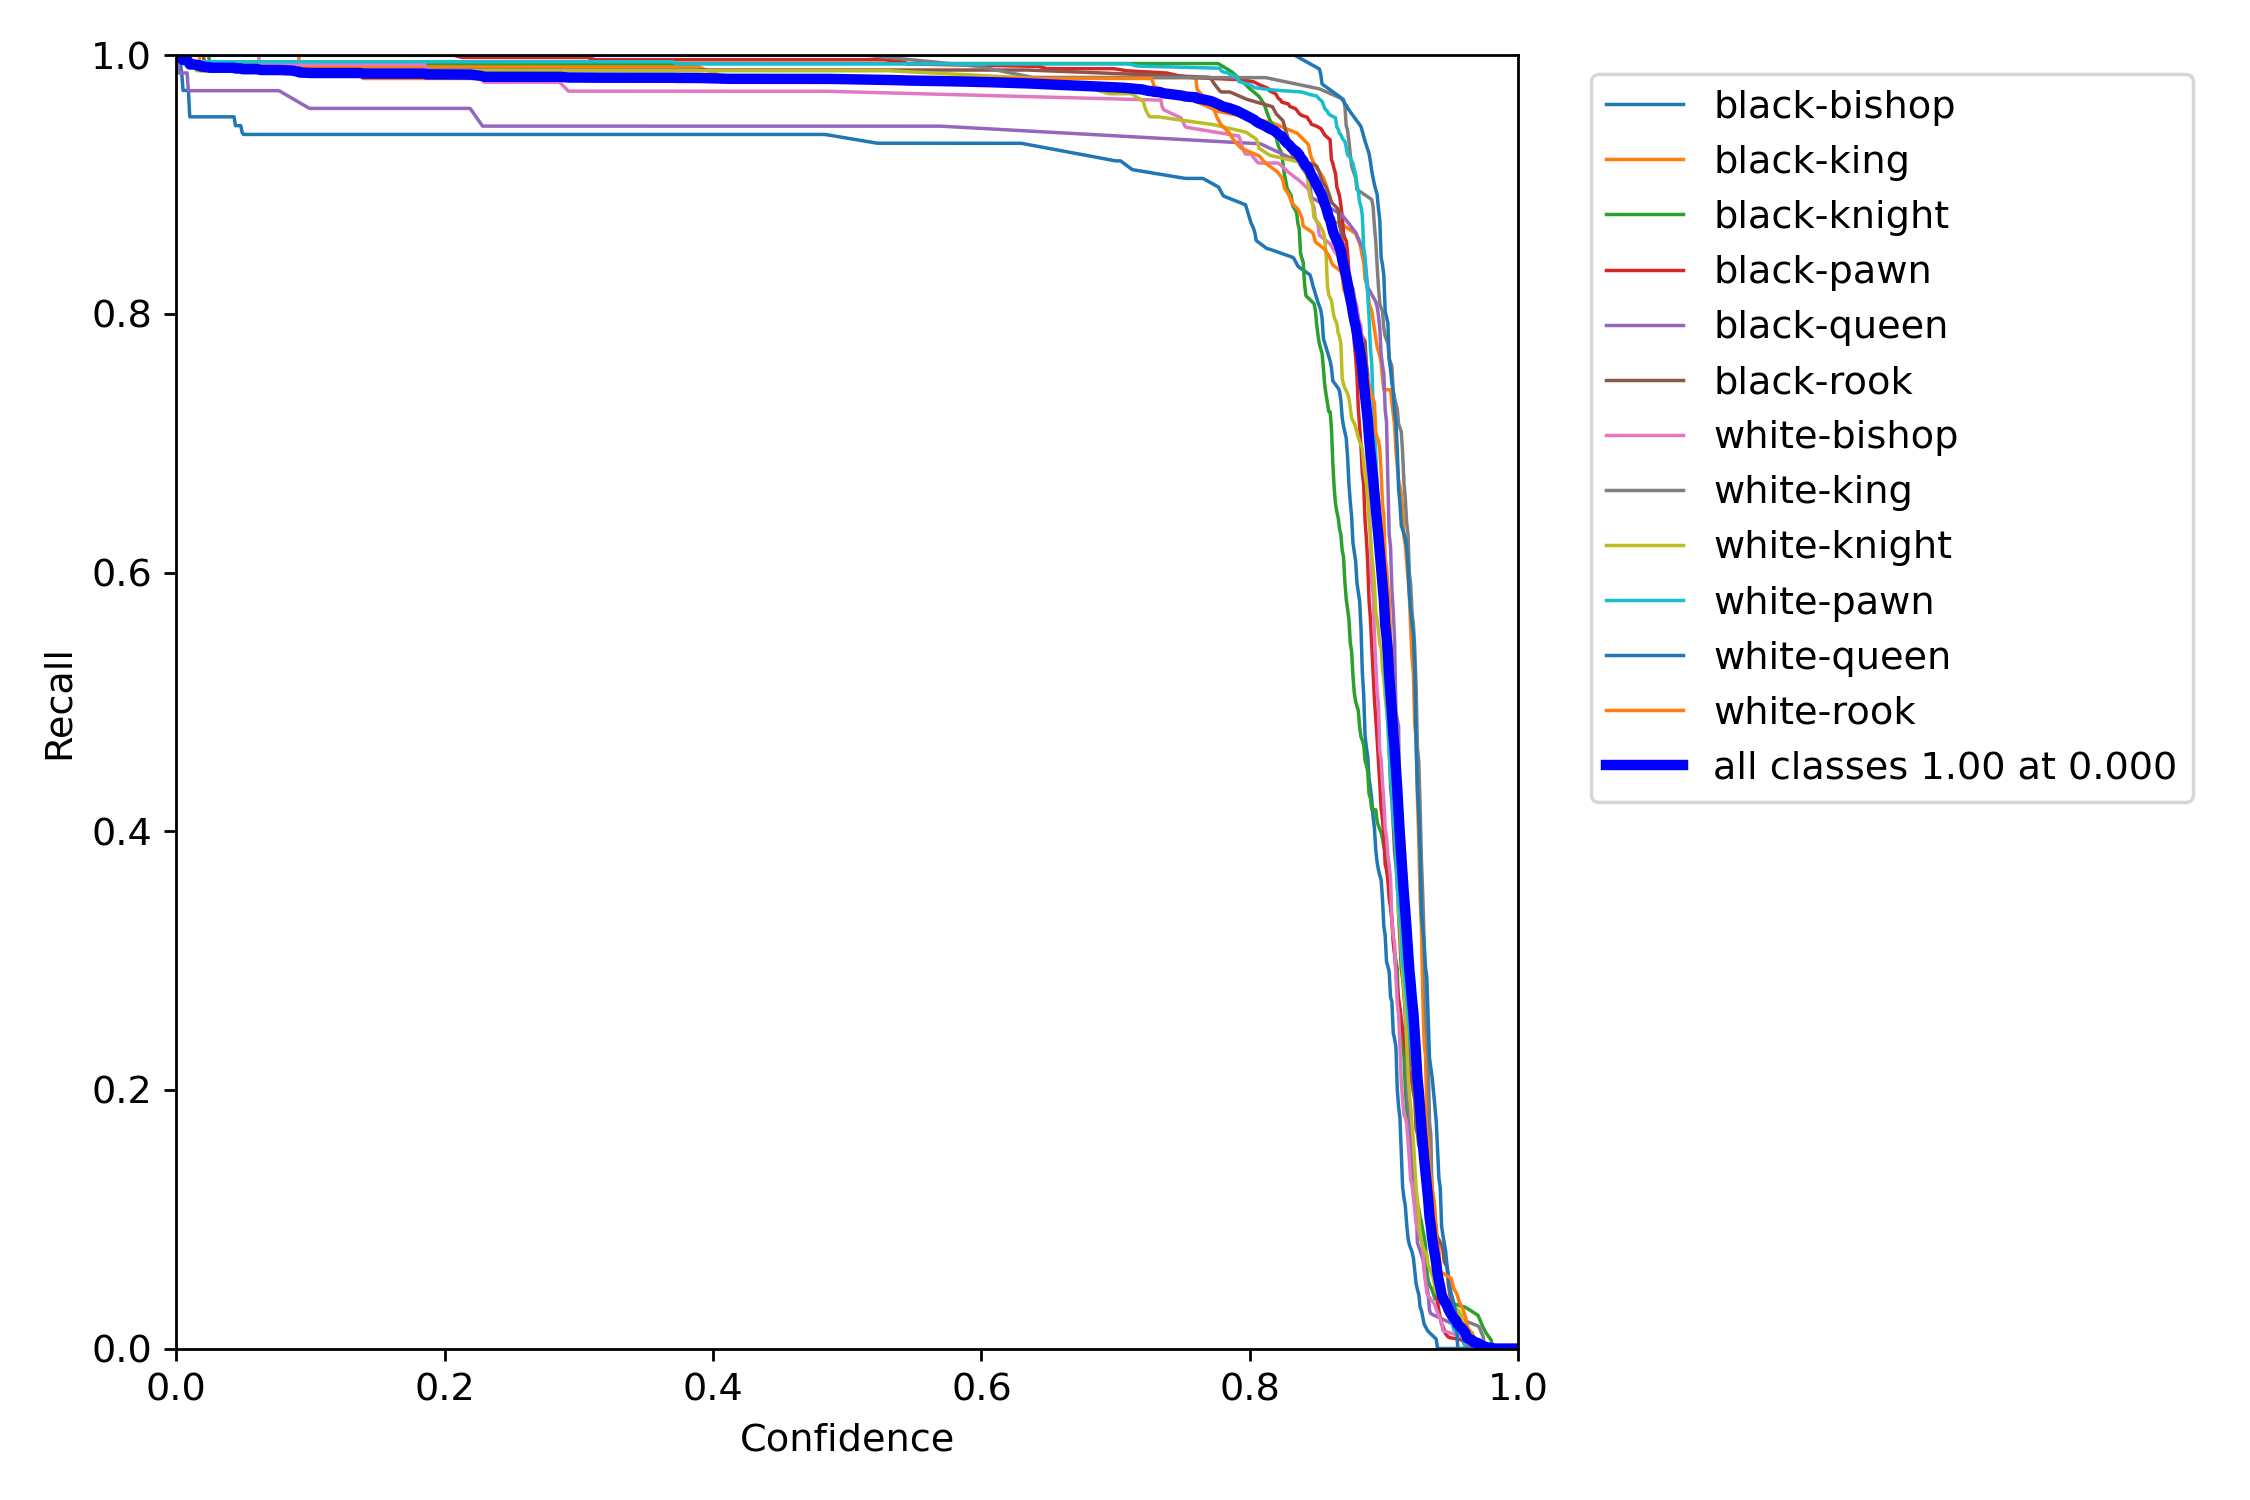 1.0
0.8
0.6
0.4
0.2
0.0
0.0 0.2 0.4 0.6 0.8 1.0
Recall
Confidence
black-bishop
black-king
black-knight
black-pawn
black-queen
black-rook
white-bishop
white-king
white-knight
white-pawn
white-queen
white-rook
all classes 1.00 at 0.000